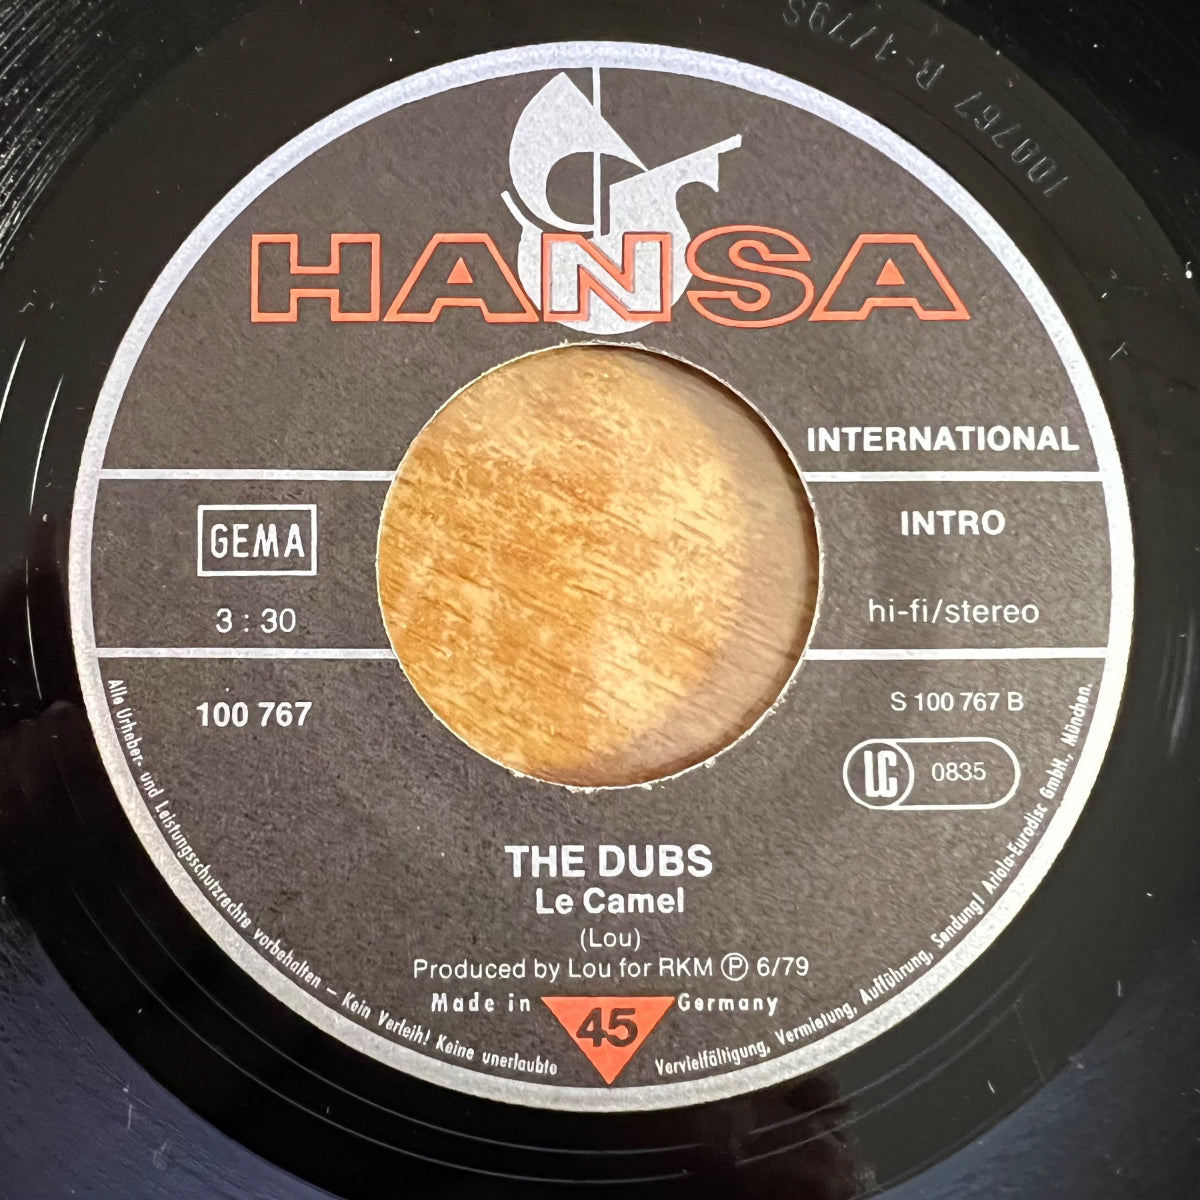 100767 B-1/79S
HANSA
INTERNATIONAL
GEMA
INTRO
3 : 30
hi-fi/stereo
100 767
S 100 767 B
LC 0835
THE DUBS
Le Camel
(Lou)
Produced by Lou for RKM Ⓟ 6/79
Made in 45 Germany
Alle Urheber- und Leistungsschutzrechte vorbehalten – Kein Verleih! Keine unerlaubte Vervielfältigung, Vermietung, Aufführung, Sendung! Ariola-Eurodisc GmbH., München.